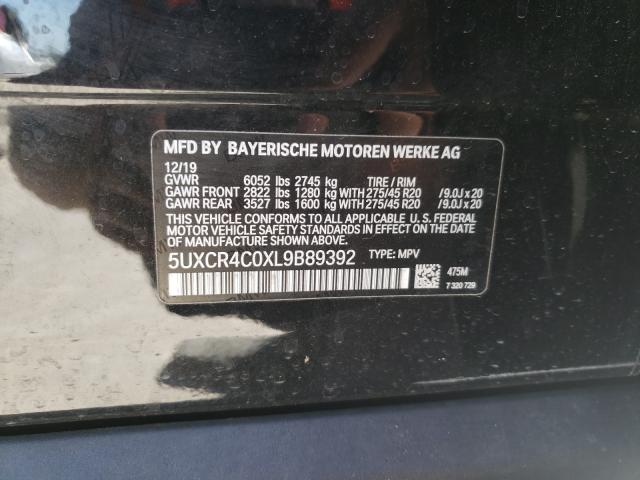 MFD BY BAYERISCHE MOTOREN WERKE AG
12/19
GVWR 6052 lbs 2745 kg TIRE / RIM
GAWR FRONT 2822 lbs 1280 kg WITH 275/45 R20 /9.0J x 20
GAWR REAR 3527 lbs 1600 kg WITH 275/45 R20 /9.0J x 20
THIS VEHICLE CONFORMS TO ALL APPLICABLE U. S. FEDERAL
MOTOR VEHICLE SAFETY STANDARDS IN EFFECT ON THE
DATE OF MANUFACTURE SHOWN ABOVE.
5UXCR4C0XL9B89392 TYPE: MPV
475M
7 320 729